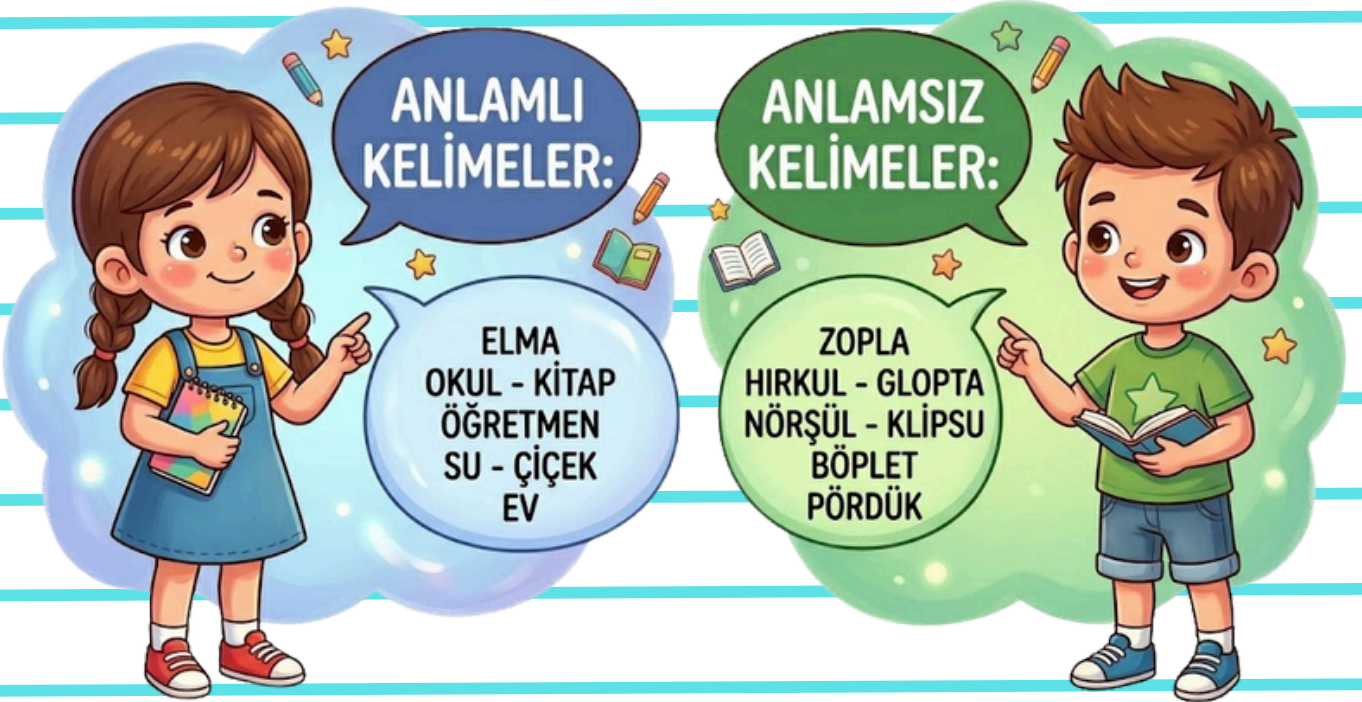 ANLAMLI
KELİMELER:
ELMA
OKUL - KİTAP
ÖĞRETMEN
SU - ÇİÇEK
EV
ANLAMSIZ
KELİMELER:
ZOPLA
HIRKUL - GLOPTA
NÖRŞÜL - KLİPSU
BÖPLET
PÖRDÜK